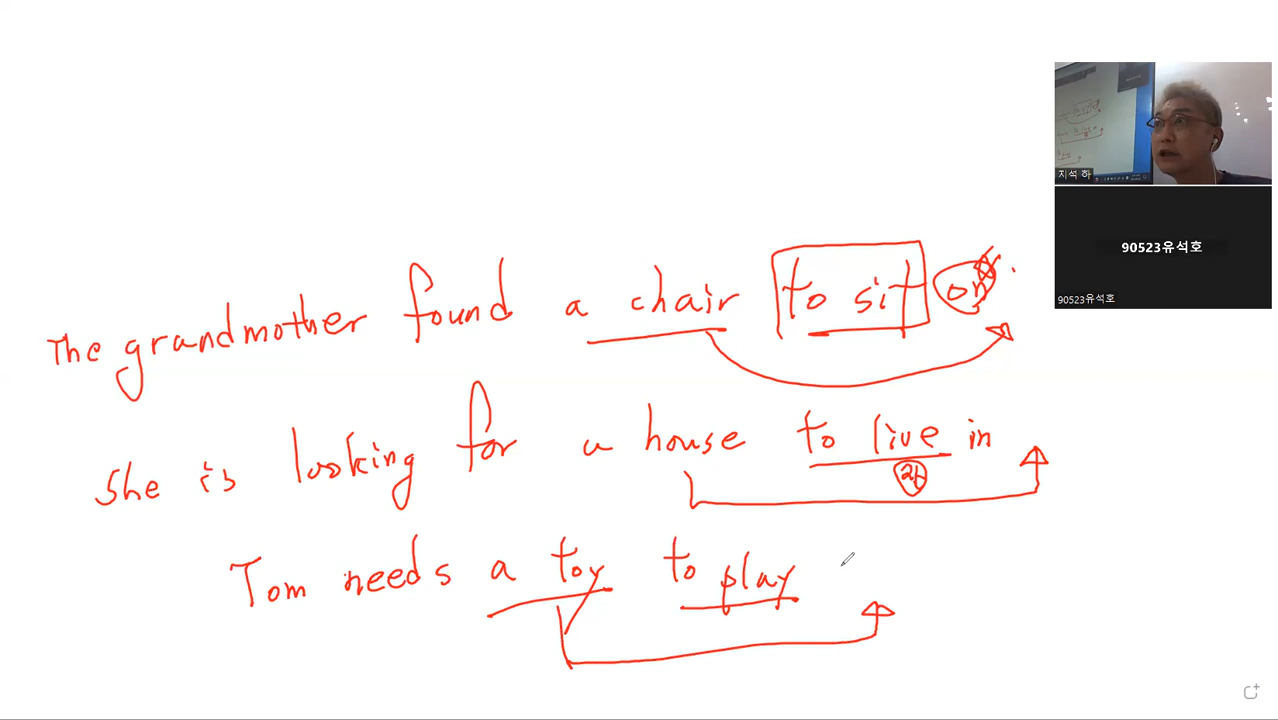 The grandmother found a chair to sit on.
She is looking for a house to live in
자
Tom needs a toy to play
지석 하
90523유석호
90523유석호